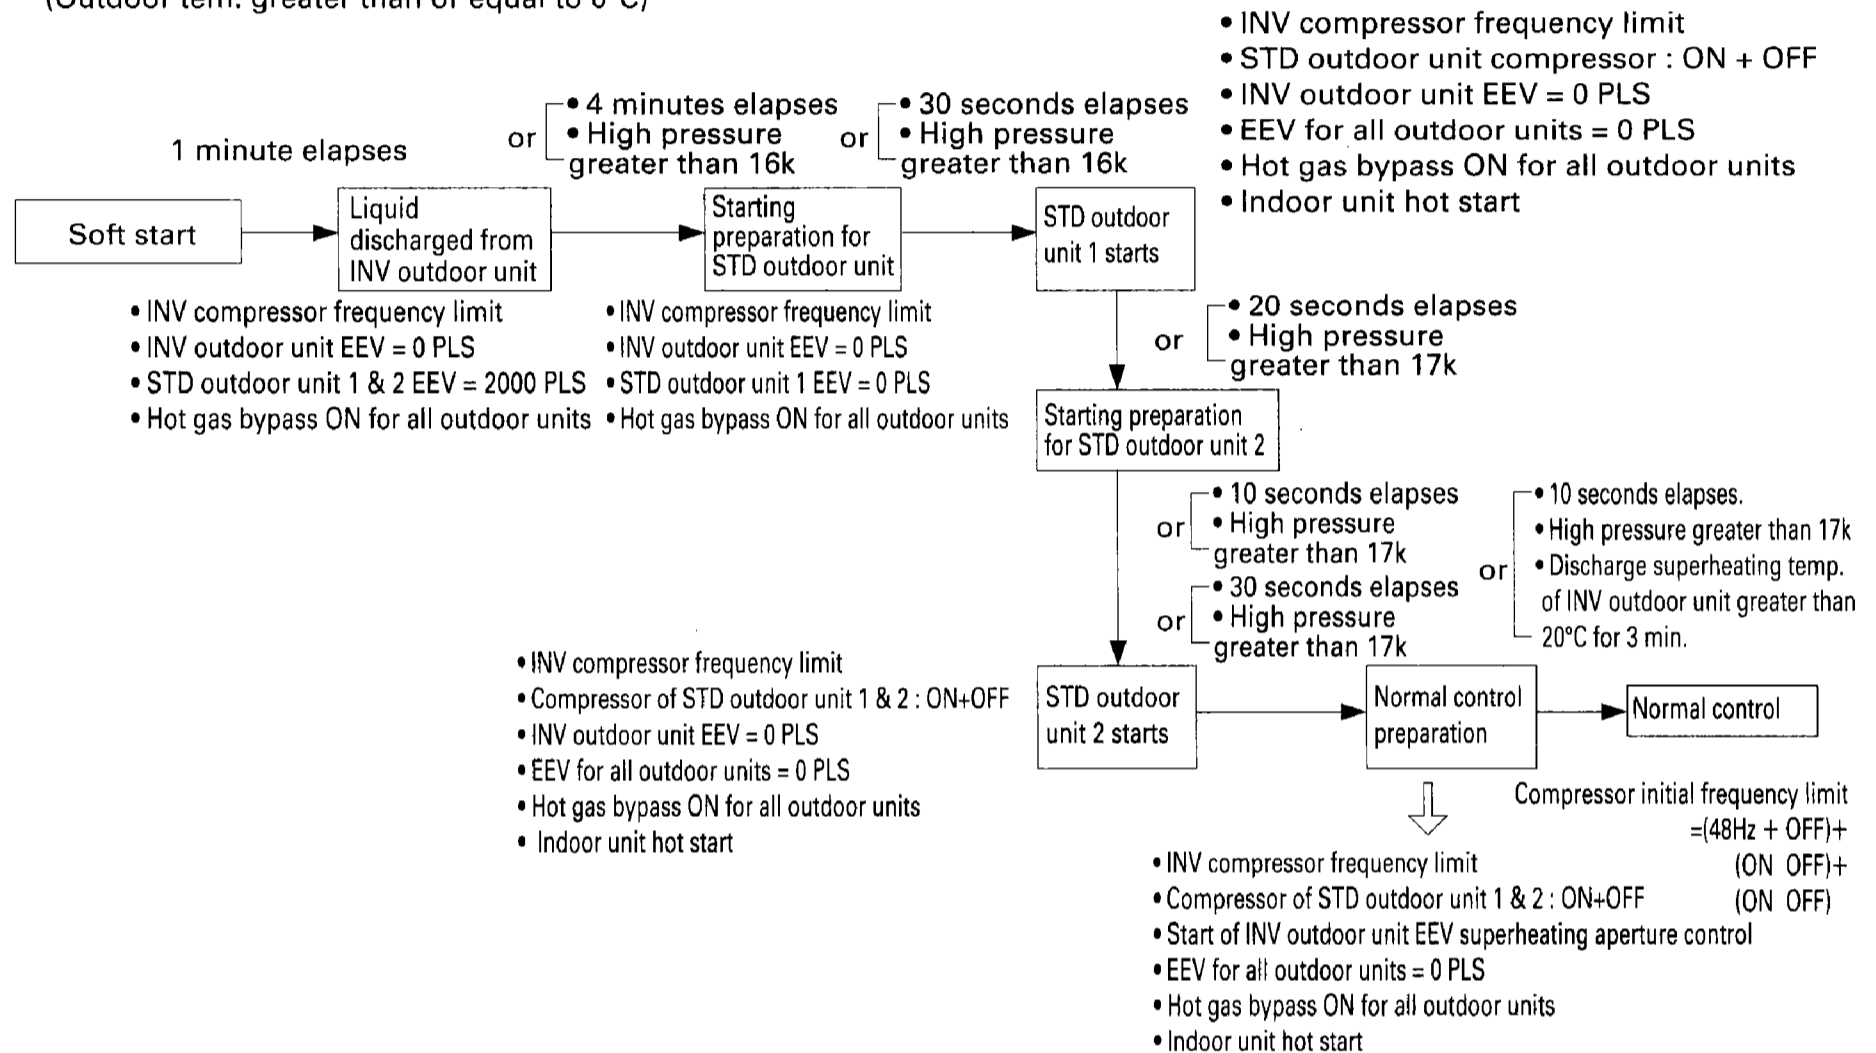 (Outdoor tem. greater than or equal to 0°C)
• INV compressor frequency limit
• STD outdoor unit compressor : ON + OFF
• INV outdoor unit EEV = 0 PLS
• EEV for all outdoor units = 0 PLS
• Hot gas bypass ON for all outdoor units
• Indoor unit hot start
1 minute elapses
or
• 4 minutes elapses
• High pressure
greater than 16k
or
• 30 seconds elapses
• High pressure
greater than 16k
Soft start
Liquid
discharged from
INV outdoor unit
Starting
preparation for
STD outdoor unit
STD outdoor
unit 1 starts
• INV compressor frequency limit
• INV outdoor unit EEV = 0 PLS
• STD outdoor unit 1 & 2 EEV = 2000 PLS
• Hot gas bypass ON for all outdoor units
• INV compressor frequency limit
• INV outdoor unit EEV = 0 PLS
• STD outdoor unit 1 EEV = 0 PLS
• Hot gas bypass ON for all outdoor units
or
• 20 seconds elapses
• High pressure
greater than 17k
Starting preparation
for STD outdoor unit 2
or
• 10 seconds elapses
• High pressure
greater than 17k
or
• 30 seconds elapses
• High pressure
greater than 17k
or
• 10 seconds elapses.
• High pressure greater than 17k
• Discharge superheating temp.
of INV outdoor unit greater than
20°C for 3 min.
• INV compressor frequency limit
• Compressor of STD outdoor unit 1 & 2 : ON+OFF
• INV outdoor unit EEV = 0 PLS
• EEV for all outdoor units = 0 PLS
• Hot gas bypass ON for all outdoor units
• Indoor unit hot start
STD outdoor
unit 2 starts
Normal control
preparation
Normal control
Compressor initial frequency limit
=(48Hz + OFF)+
(ON OFF)+
(ON OFF)
• INV compressor frequency limit
• Compressor of STD outdoor unit 1 & 2 : ON+OFF
• Start of INV outdoor unit EEV superheating aperture control
• EEV for all outdoor units = 0 PLS
• Hot gas bypass ON for all outdoor units
• Indoor unit hot start